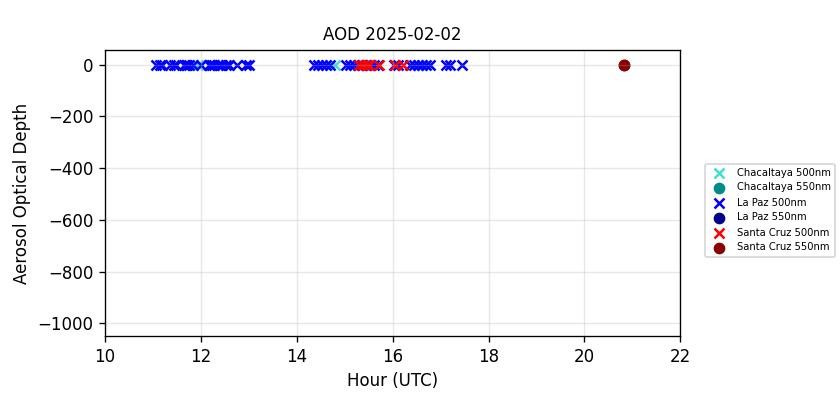 AOD 2025-02-02
Aerosol Optical Depth
0
−200
−400
−600
−800
−1000
10 12 14 16 18 20 22
Hour (UTC)
Chacaltaya 500nm
Chacaltaya 550nm
La Paz 500nm
La Paz 550nm
Santa Cruz 500nm
Santa Cruz 550nm